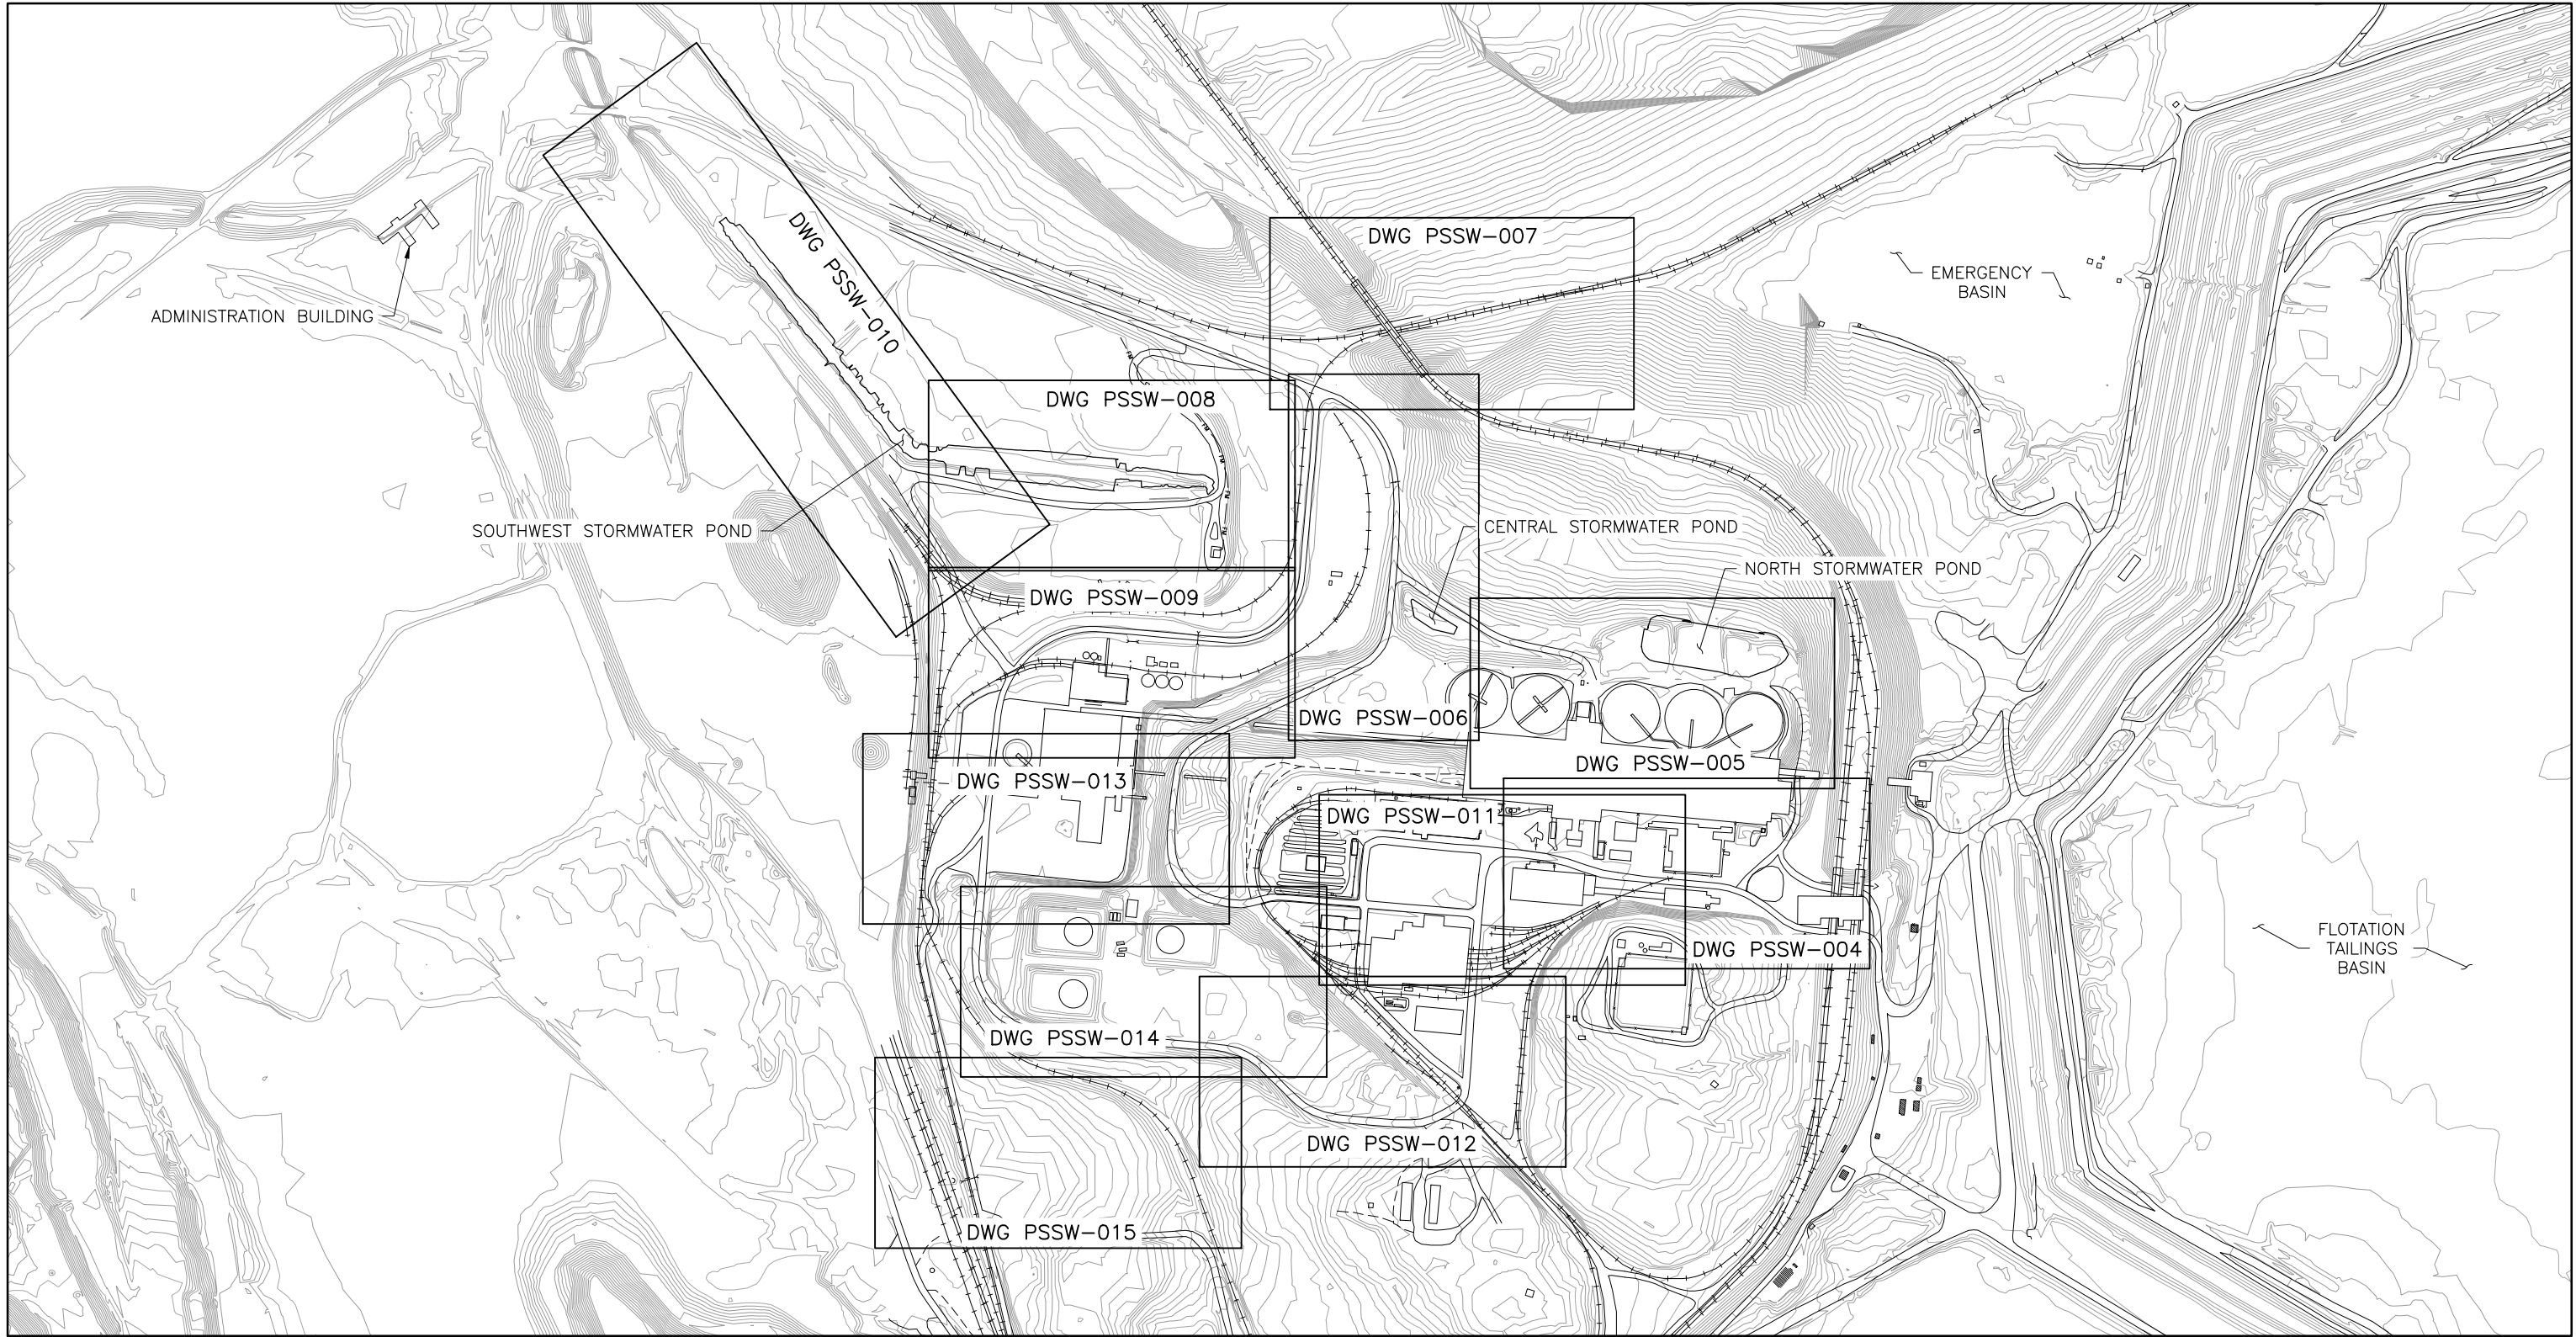 DWG PSSW-010
DWG PSSW-007
EMERGENCY
BASIN
ADMINISTRATION BUILDING
DWG PSSW-008
SOUTHWEST STORMWATER POND
CENTRAL STORMWATER POND
NORTH STORMWATER POND
DWG PSSW-009
DWG PSSW-006
DWG PSSW-005
DWG PSSW-013
DWG PSSW-011
DWG PSSW-004
FLOTATION
TAILINGS
BASIN
DWG PSSW-014
DWG PSSW-012
DWG PSSW-015